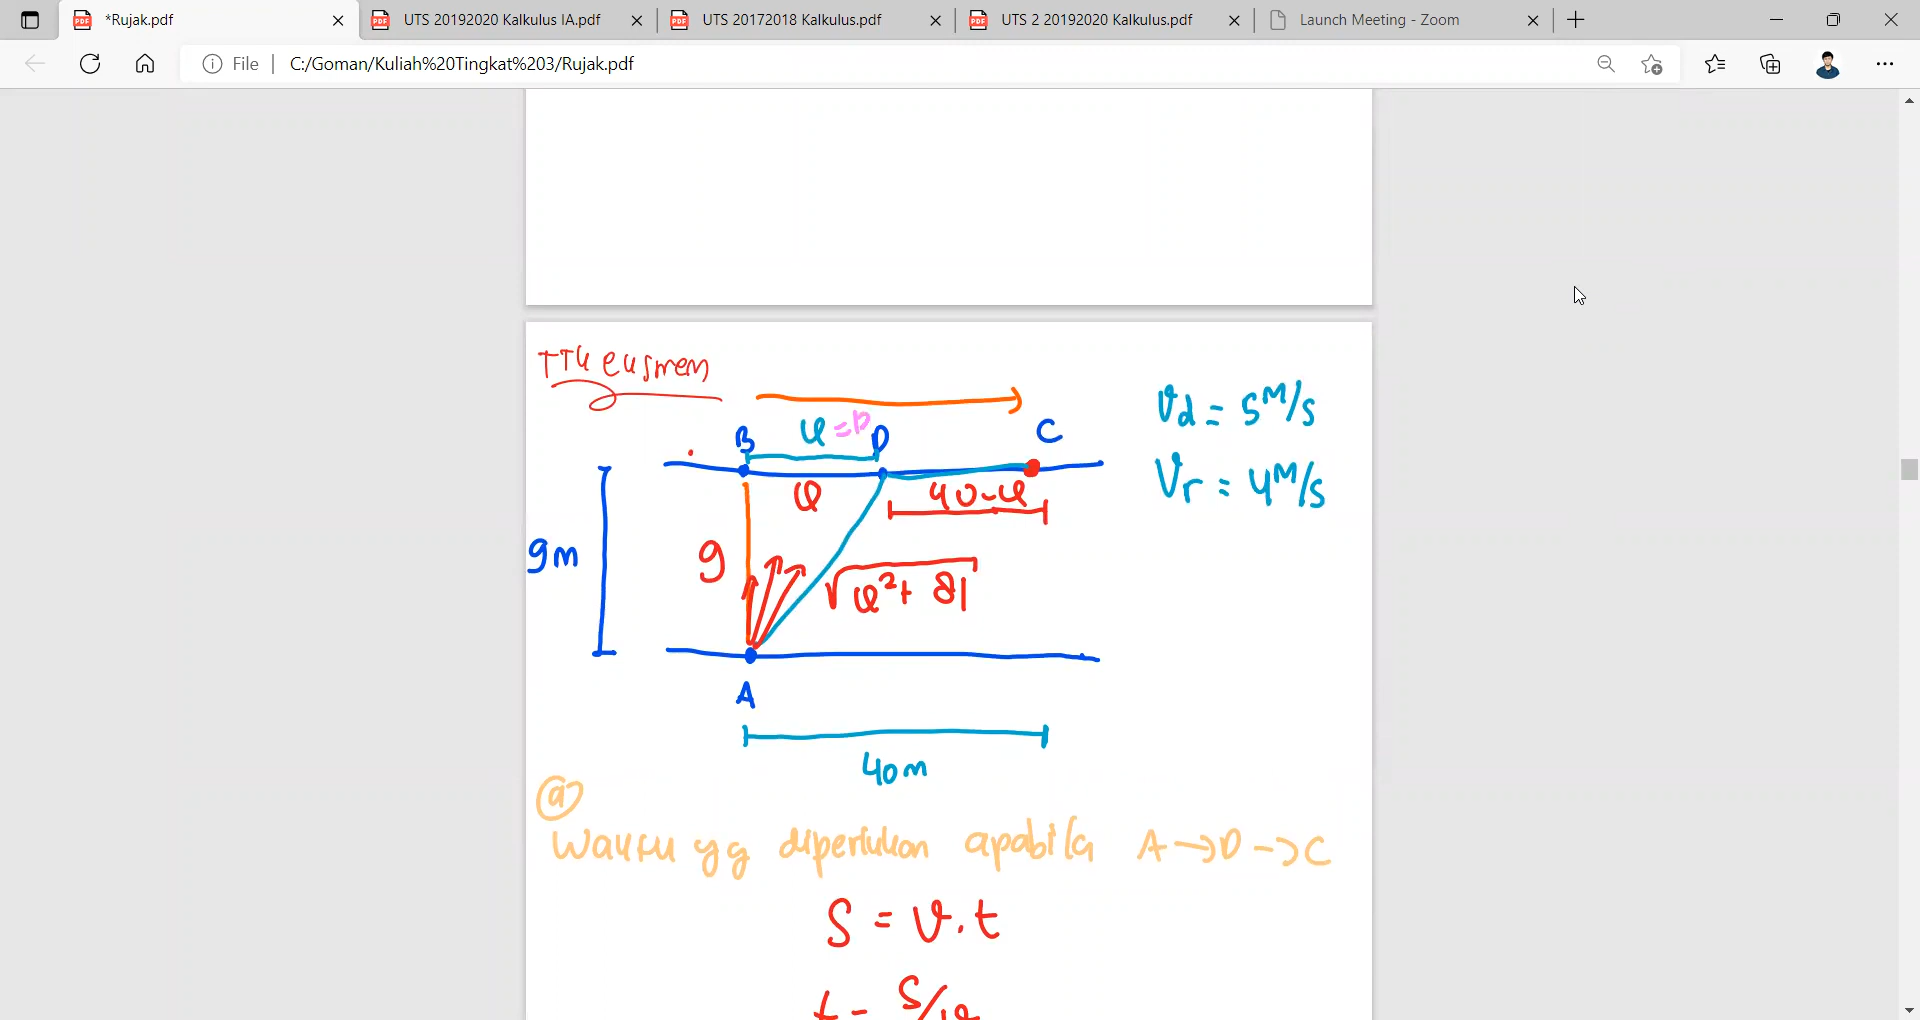 *Rujak.pdf
UTS 20192020 Kalkulus IA.pdf
UTS 20172018 Kalkulus.pdf
UTS 2 20192020 Kalkulus.pdf
Launch Meeting - Zoom
File
C:/Goman/Kuliah%20Tingkat%203/Rujak.pdf
TTK eksmen
Vd = 5 M/s
B
x = D
D
C
x
40-x
Vr = 4 M/s
9m
9
√x²+81
A
40m
(a)
Waktu yg diperlukan apabila A→D→C
S = v.t
t = S/v